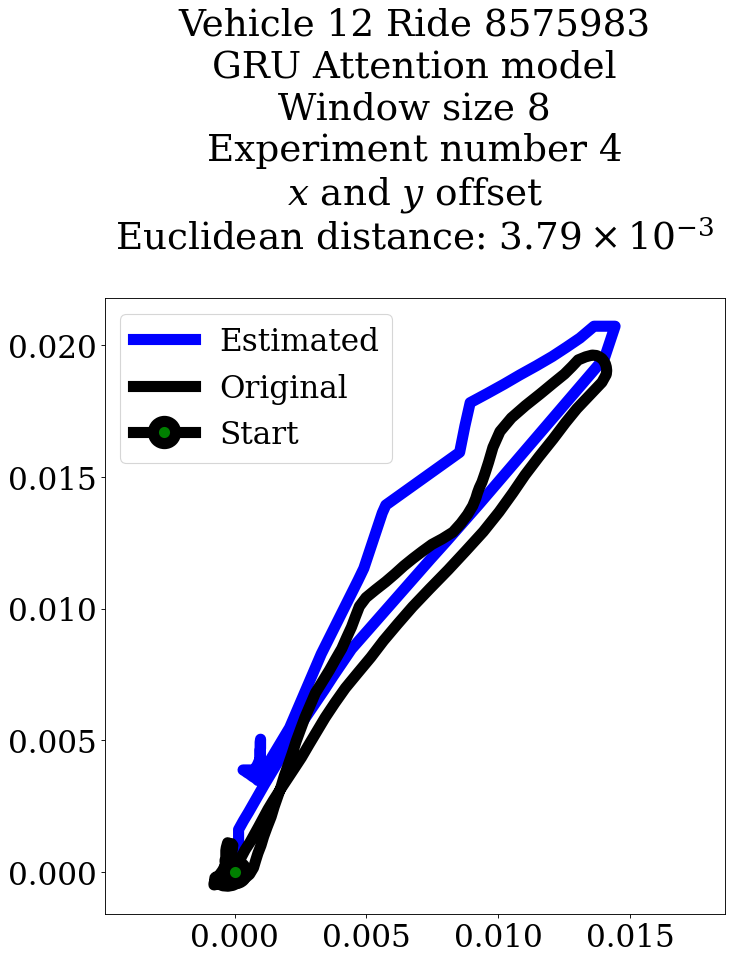 Vehicle 12 Ride 8575983
GRU Attention model
Window size 8
Experiment number 4
x and y offset
Euclidean distance: 3.79 × 10⁻³
Estimated
Original
Start
0.020
0.015
0.010
0.005
0.000
0.000 0.005 0.010 0.015